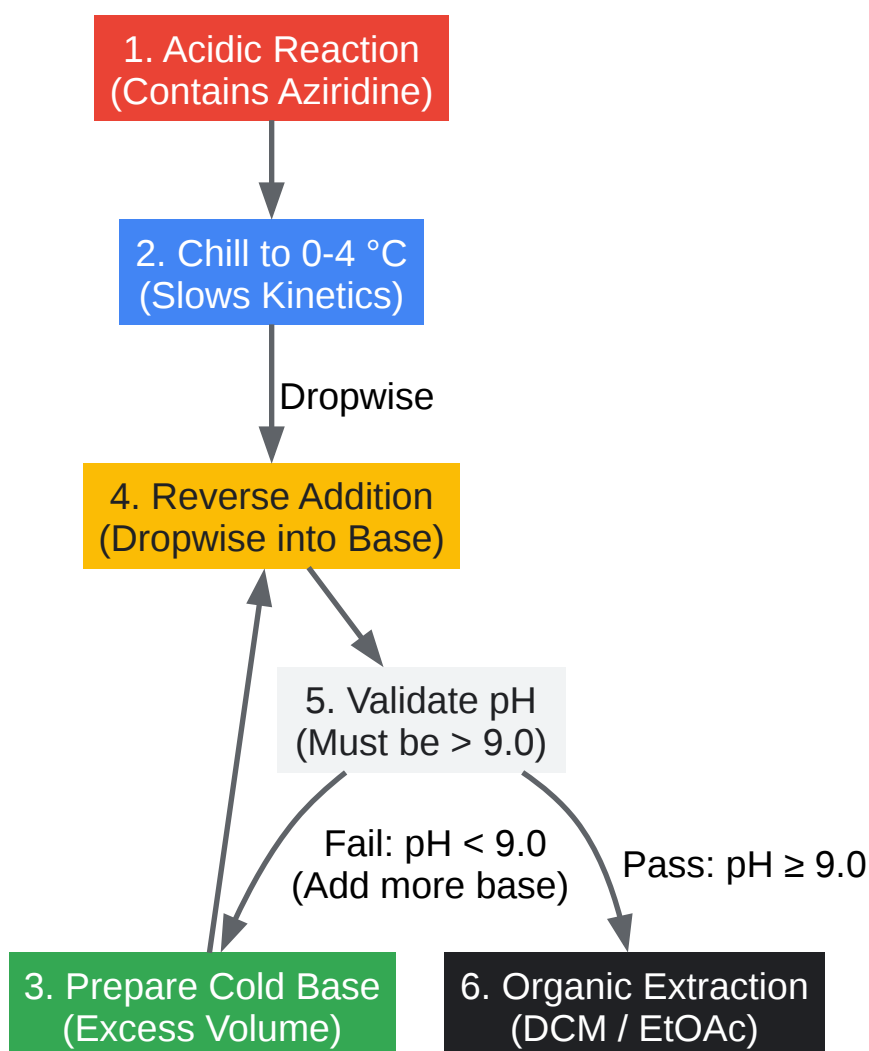 1. Acidic Reaction
(Contains Aziridine)
2. Chill to 0-4 °C
(Slows Kinetics)
Dropwise
4. Reverse Addition
(Dropwise into Base)
5. Validate pH
(Must be > 9.0)
Fail: pH < 9.0
(Add more base)
Pass: pH ≥ 9.0
3. Prepare Cold Base
(Excess Volume)
6. Organic Extraction
(DCM / EtOAc)